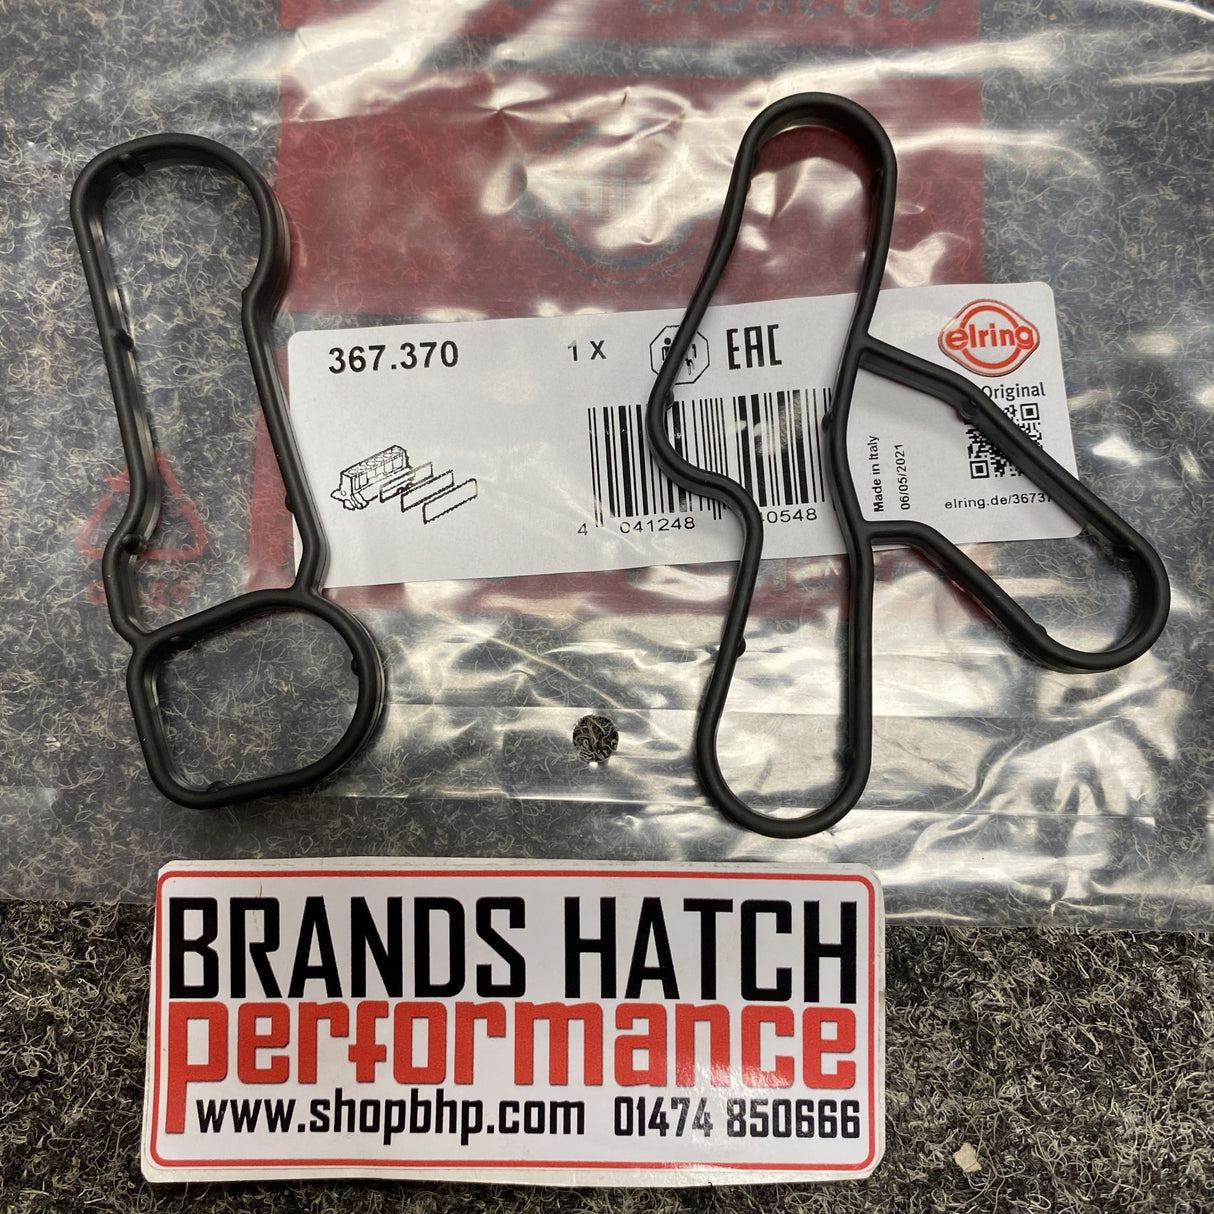 367.370
1 X
EAC
elring
Original
4 041248
40548
Made in Italy
06/05/2021
elring.de/3673
BRANDS HATCH
performance
www.shopbhp.com 01474 850666